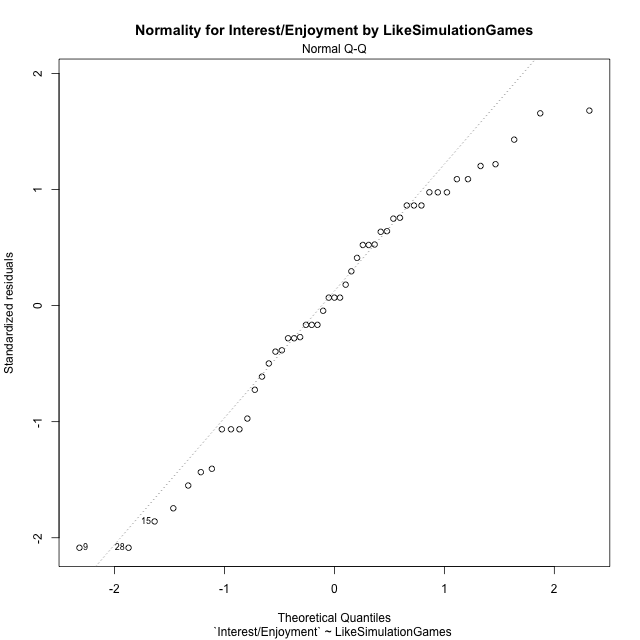 Normality for Interest/Enjoyment by LikeSimulationGames
Normal Q-Q
2
1
0
-1
-2
Standardized residuals
15
9
28
-2 -1 0 1 2
Theoretical Quantiles
`Interest/Enjoyment` ~ LikeSimulationGames